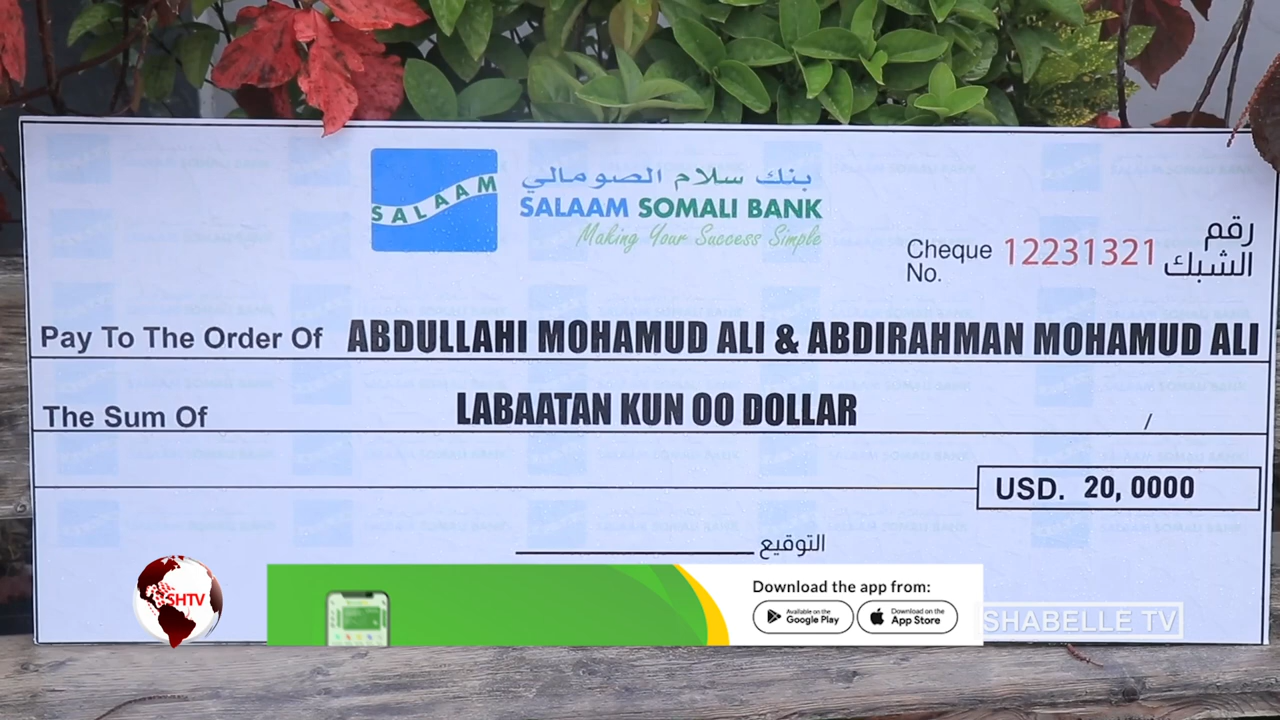 SALAAM
بنك سلام الصومالي
SALAAM SOMALI BANK
Making Your Success Simple
Cheque No. 12231321 رقم الشبك
Pay To The Order Of ABDULLAHI MOHAMUD ALI & ABDIRAHMAN MOHAMUD ALI
The Sum Of LABAATAN KUN OO DOLLAR /
USD. 20, 0000
التوقيع
SHTV
Download the app from:
Available on the Google Play
Download on the App Store
SHABELLE TV